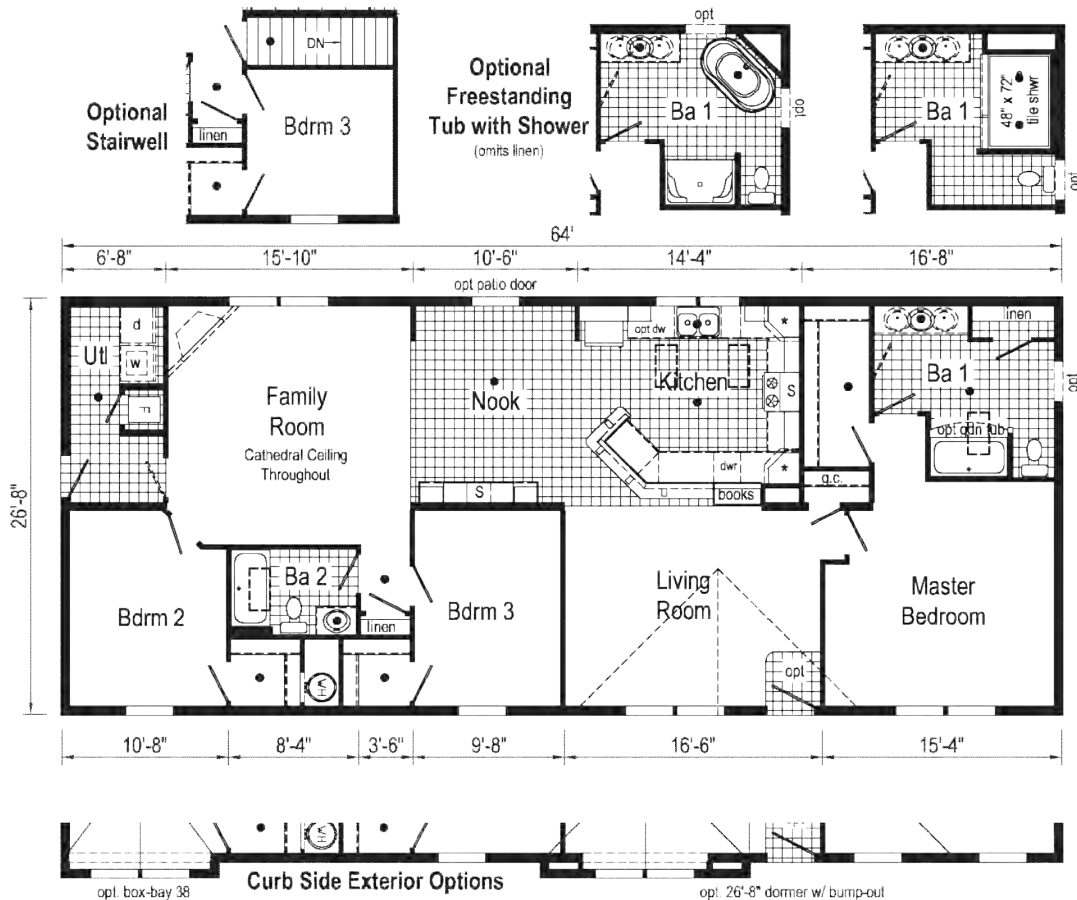 opt
DN
Optional
Stairwell
linen
Bdrm 3
Optional
Freestanding
Tub with Shower
(omits linen)
Ba 1
opt
Ba 1
48" x 72"
tile shwr
opt
64'
6'-8"
15'-10"
10'-6"
14'-4"
16'-8"
opt patio door
26'-8"
Utl
d
w
F
Family
Room
Cathedral Ceiling
Throughout
Nook
S
opt dw
*
Kitchen
S
dwr
*
books
q.c.
linen
Ba 1
opt
opt gdn tub
Bdrm 2
Ba 2
linen
WH
Bdrm 3
Living
Room
opt
Master
Bedroom
10'-8"
8'-4"
3'-6"
9'-8"
16'-6"
15'-4"
WH
opt
opt. box-bay 38
Curb Side Exterior Options
opt. 26'-8" dormer w/ bump-out